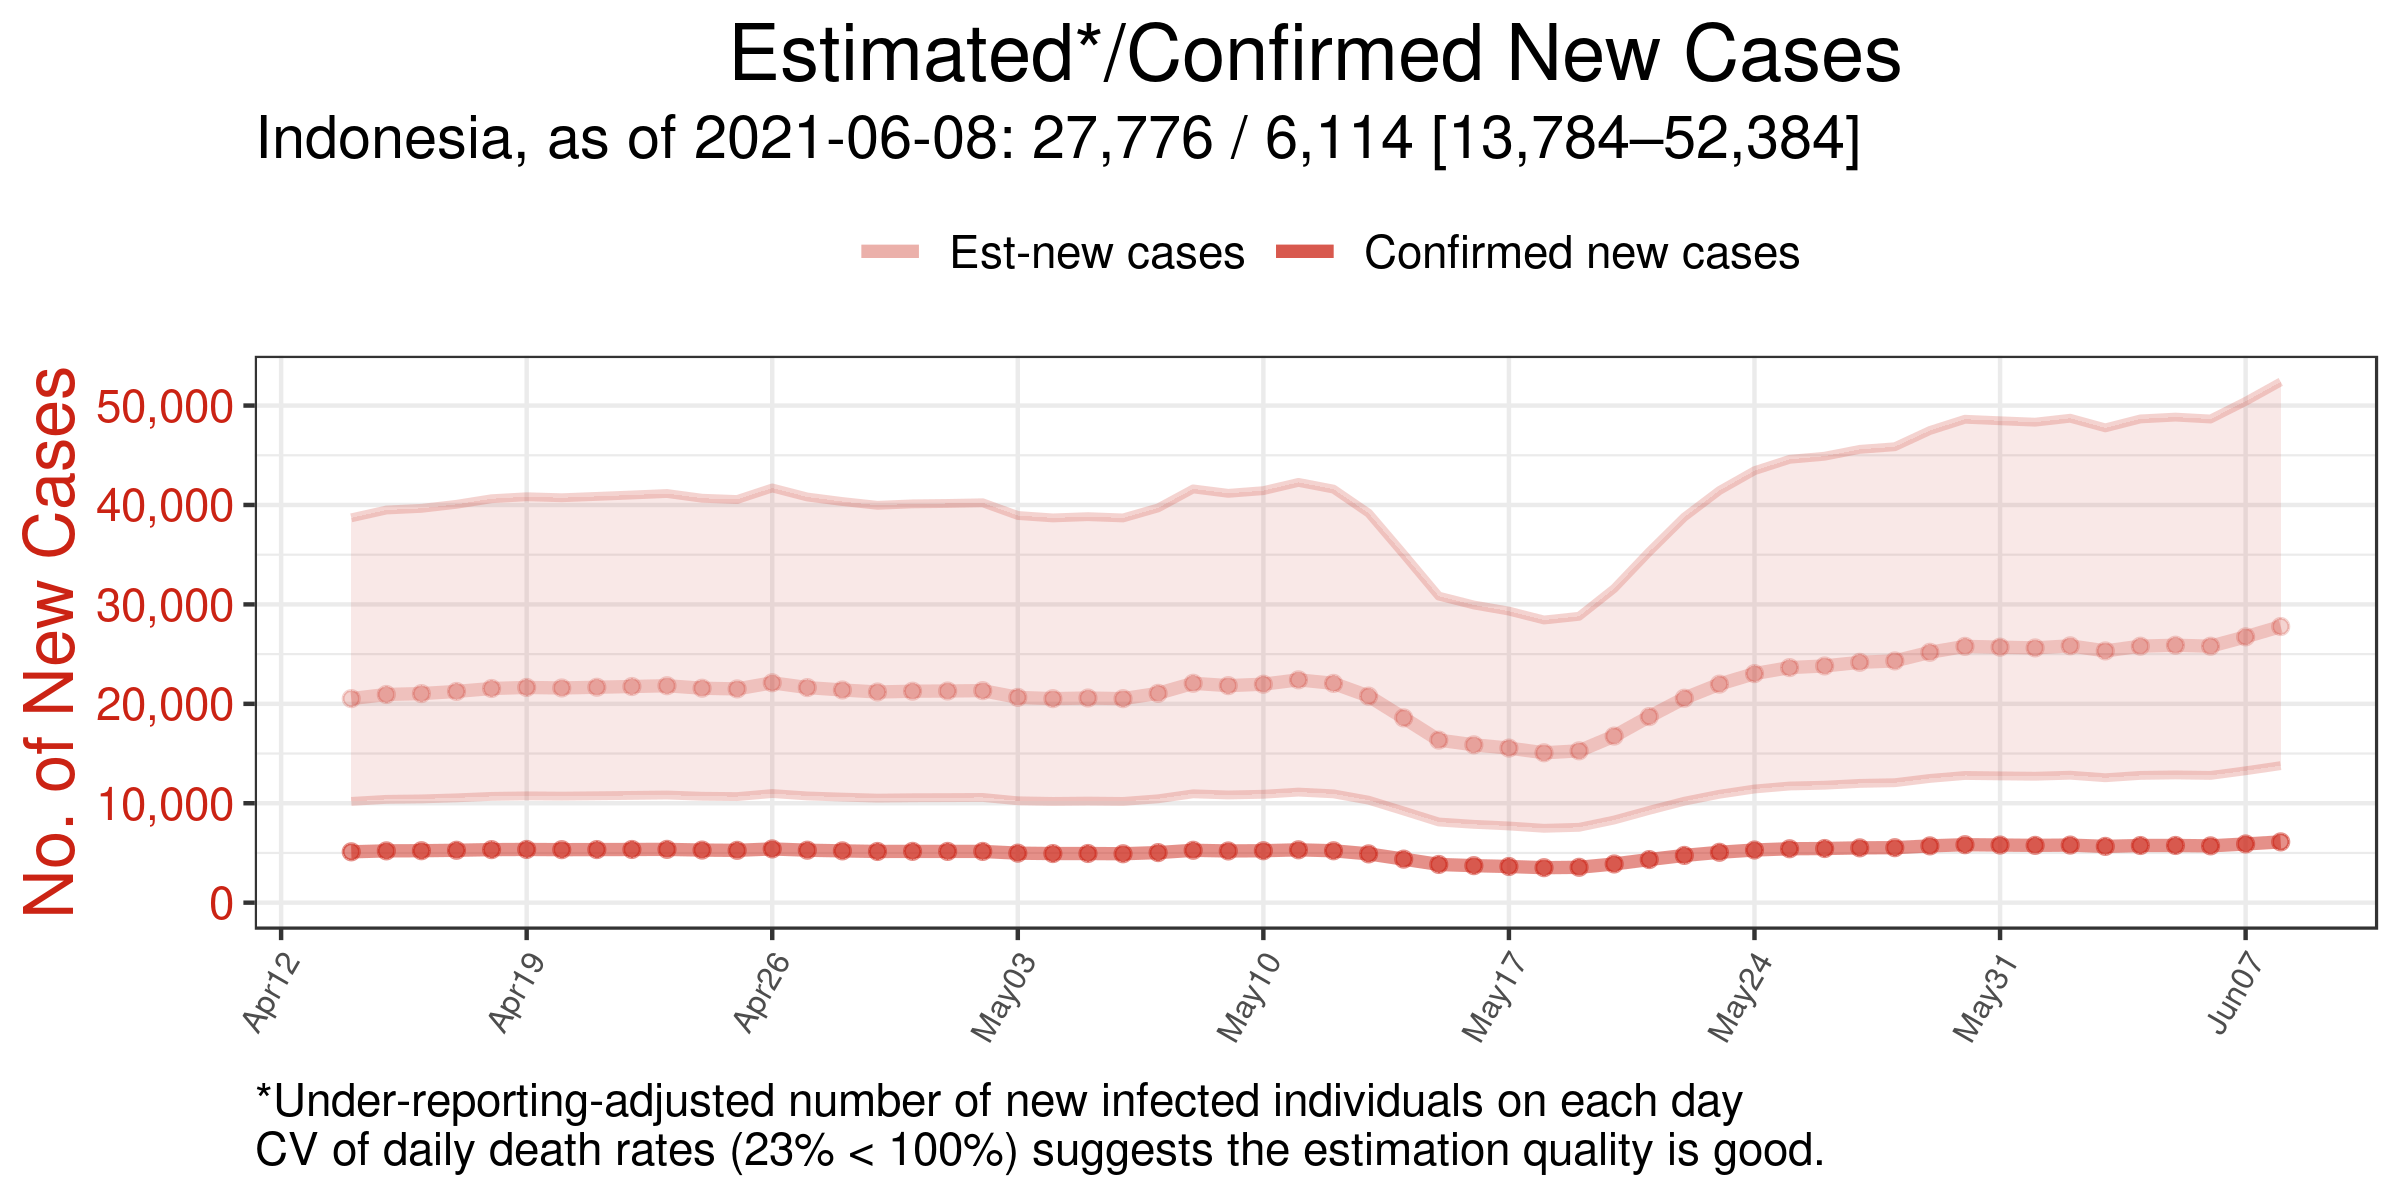 Estimated*/Confirmed New Cases
Indonesia, as of 2021-06-08: 27,776 / 6,114 [13,784–52,384]
Est-new cases
Confirmed new cases
No. of New Cases
50,000
40,000
30,000
20,000
10,000
0
Apr12
Apr19
Apr26
May03
May10
May17
May24
May31
Jun07
*Under-reporting-adjusted number of new infected individuals on each day
CV of daily death rates (23% < 100%) suggests the estimation quality is good.